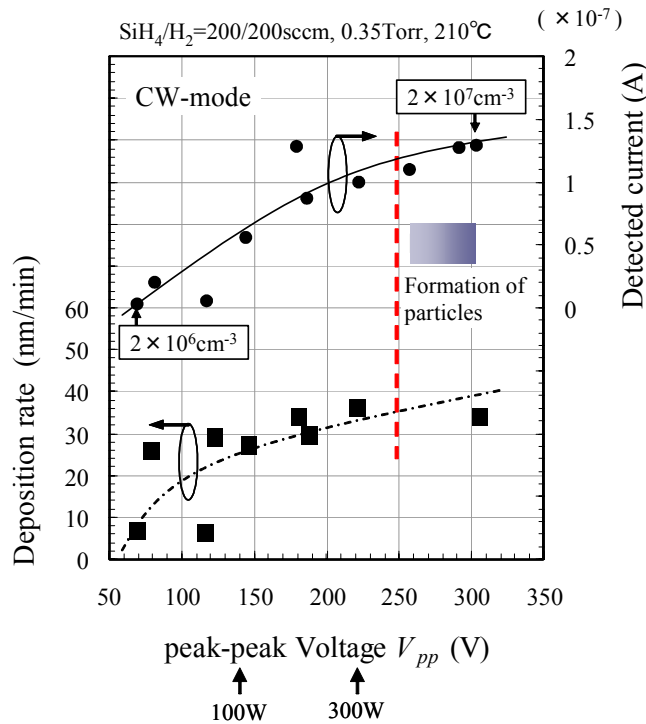 SiH₄/H₂=200/200sccm, 0.35Torr, 210℃
( × 10⁻⁷)
CW-mode
2 × 10⁷cm⁻³
2
1.5
1
0.5
0
Detected current (A)
Formation of
particles
2 × 10⁶cm⁻³
60
50
40
30
20
10
0
Deposition rate (nm/min)
50 100 150 200 250 300 350
peak-peak Voltage Vpp (V)
100W 300W